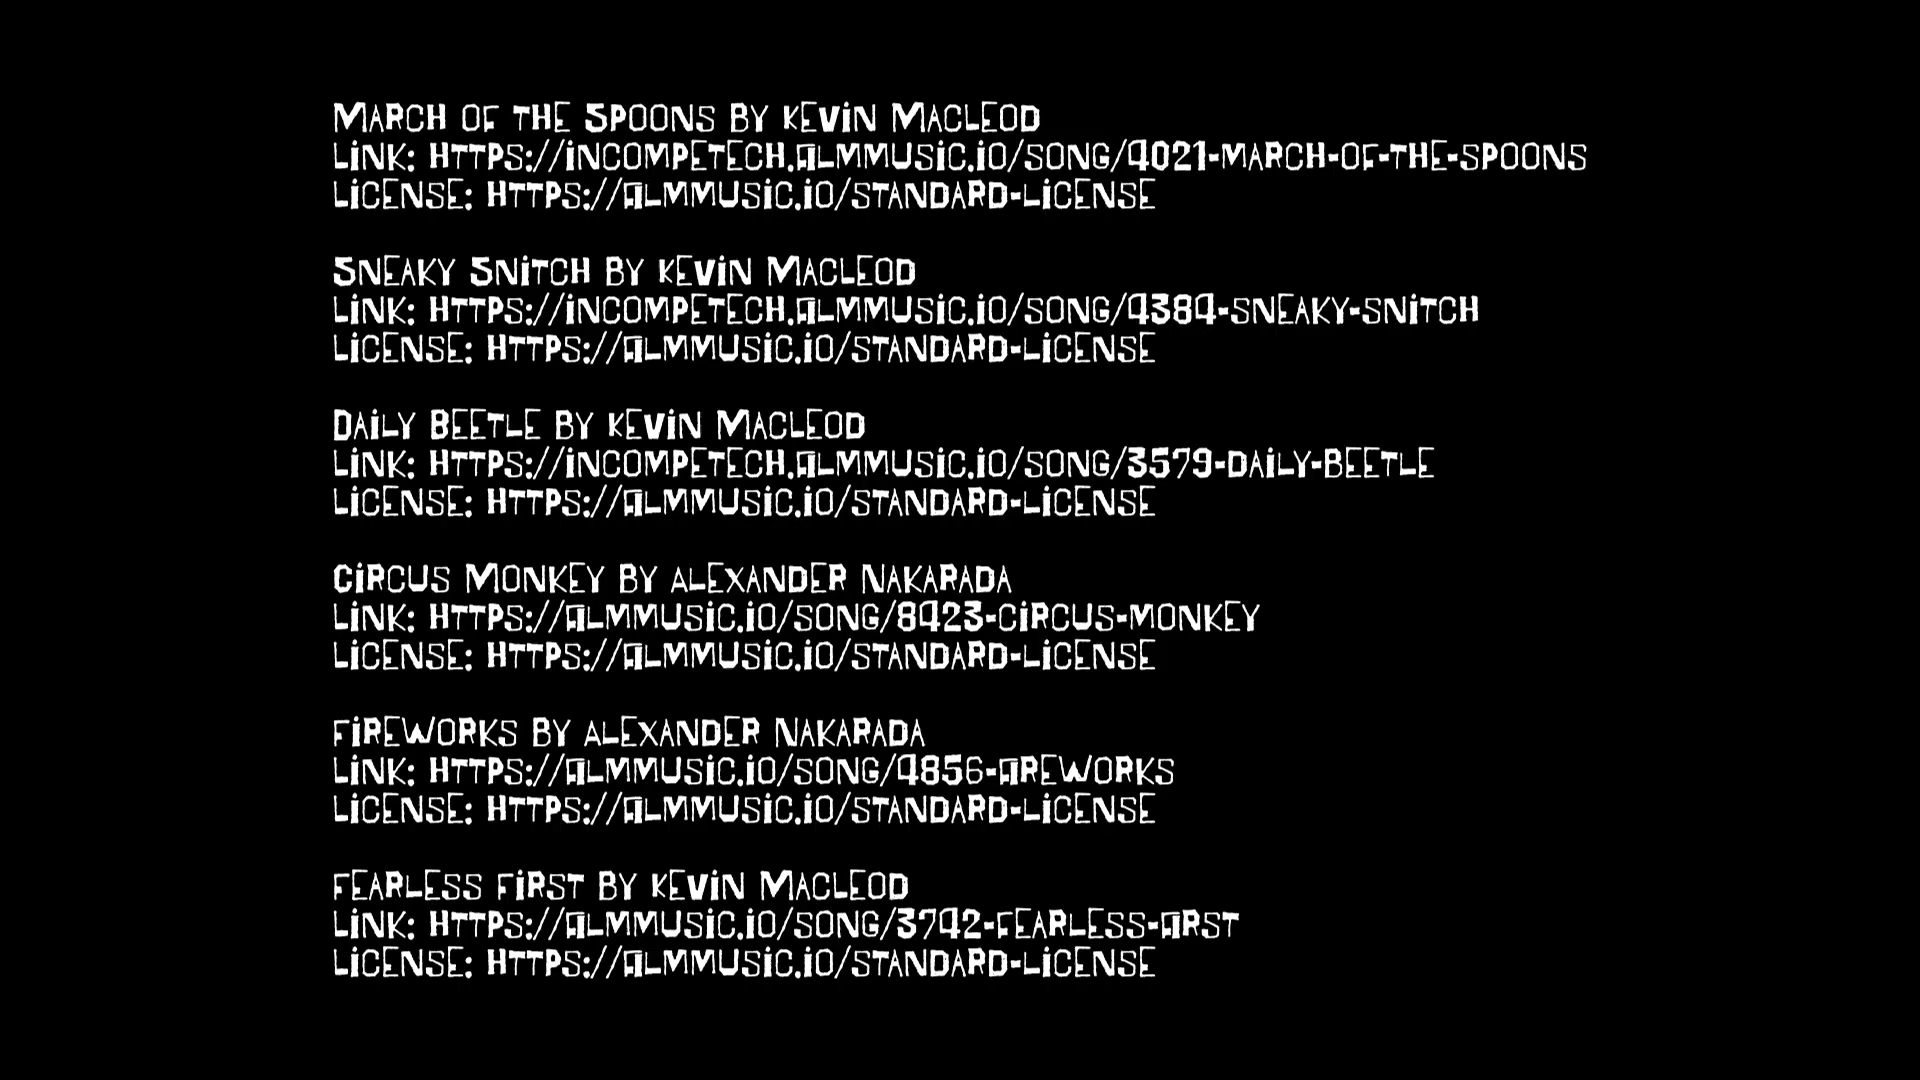 March of the Spoons by Kevin MacLeod
Link: https://incompetech.filmmusic.io/song/4021-march-of-the-spoons
License: https://filmmusic.io/standard-license
Sneaky Snitch by Kevin MacLeod
Link: https://incompetech.filmmusic.io/song/4384-sneaky-snitch
License: https://filmmusic.io/standard-license
Daily Beetle by Kevin MacLeod
Link: https://incompetech.filmmusic.io/song/3579-daily-beetle
License: https://filmmusic.io/standard-license
Circus Monkey by Alexander Nakarada
Link: https://filmmusic.io/song/8423-circus-monkey
License: https://filmmusic.io/standard-license
Fireworks by Alexander Nakarada
Link: https://filmmusic.io/song/4856-fireworks
License: https://filmmusic.io/standard-license
Fearless First by Kevin MacLeod
Link: https://filmmusic.io/song/3742-fearless-first
License: https://filmmusic.io/standard-license